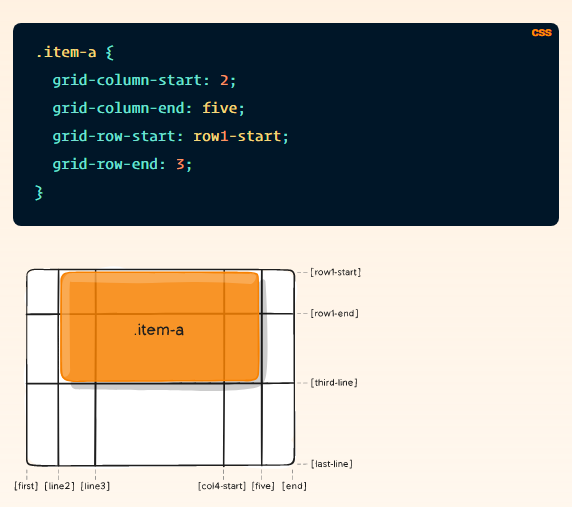 css
.item-a {
grid-column-start: 2;
grid-column-end: five;
grid-row-start: row1-start;
grid-row-end: 3;
}
[row1-start]
[row1-end]
.item-a
[third-line]
[last-line]
[first] [line2] [line3] [col4-start] [five] [end]